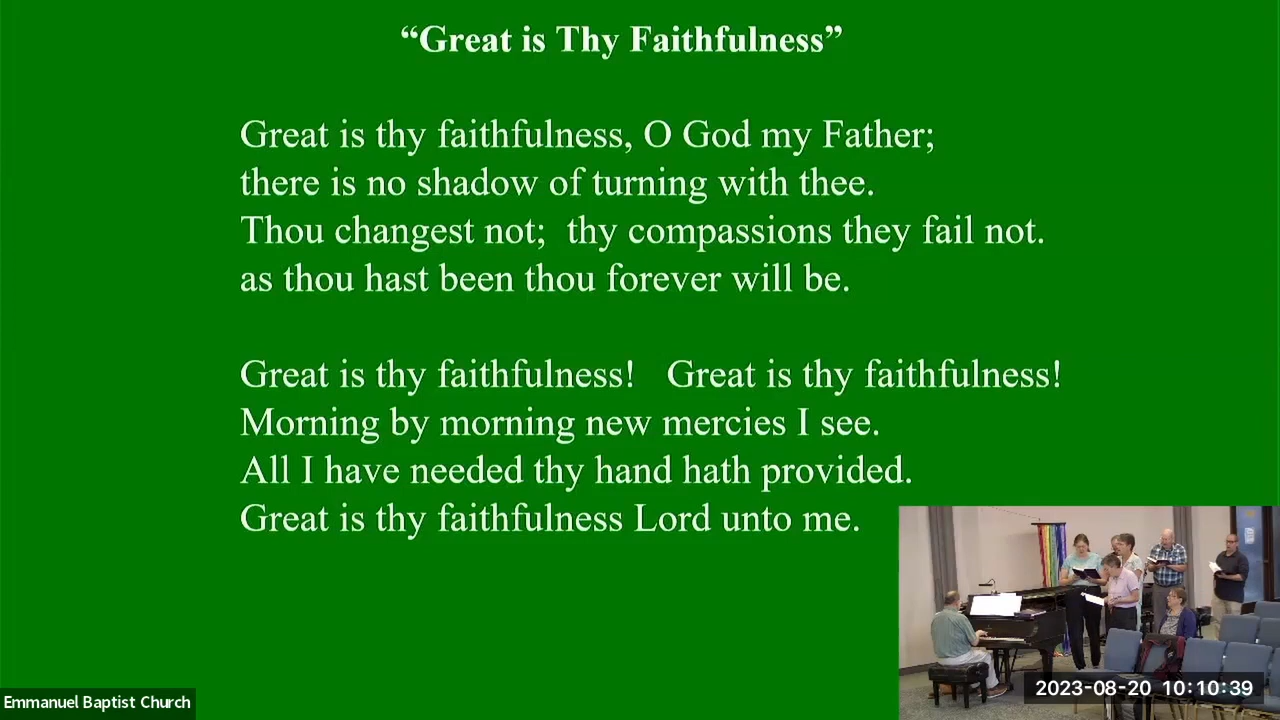 “Great is Thy Faithfulness”
Great is thy faithfulness, O God my Father;
there is no shadow of turning with thee.
Thou changest not;  thy compassions they fail not.
as thou hast been thou forever will be.
Great is thy faithfulness!   Great is thy faithfulness!
Morning by morning new mercies I see.
All I have needed thy hand hath provided.
Great is thy faithfulness Lord unto me.
Emmanuel Baptist Church
2023-08-20 10:10:39